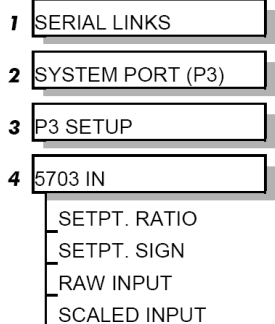 1 SERIAL LINKS
2 SYSTEM PORT (P3)
3 P3 SETUP
4 5703 IN
SETPT. RATIO
SETPT. SIGN
RAW INPUT
SCALED INPUT